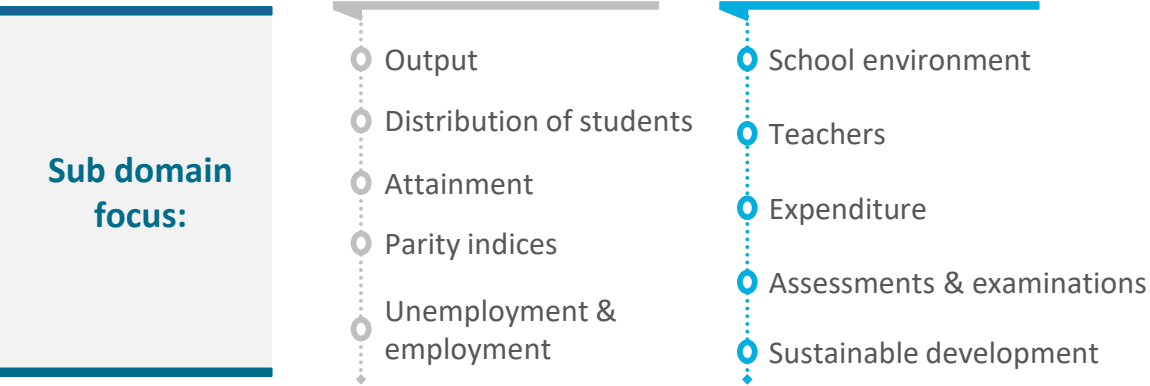 Sub domain
focus:
Output
Distribution of students
Attainment
Parity indices
Unemployment &
employment
School environment
Teachers
Expenditure
Assessments & examinations
Sustainable development